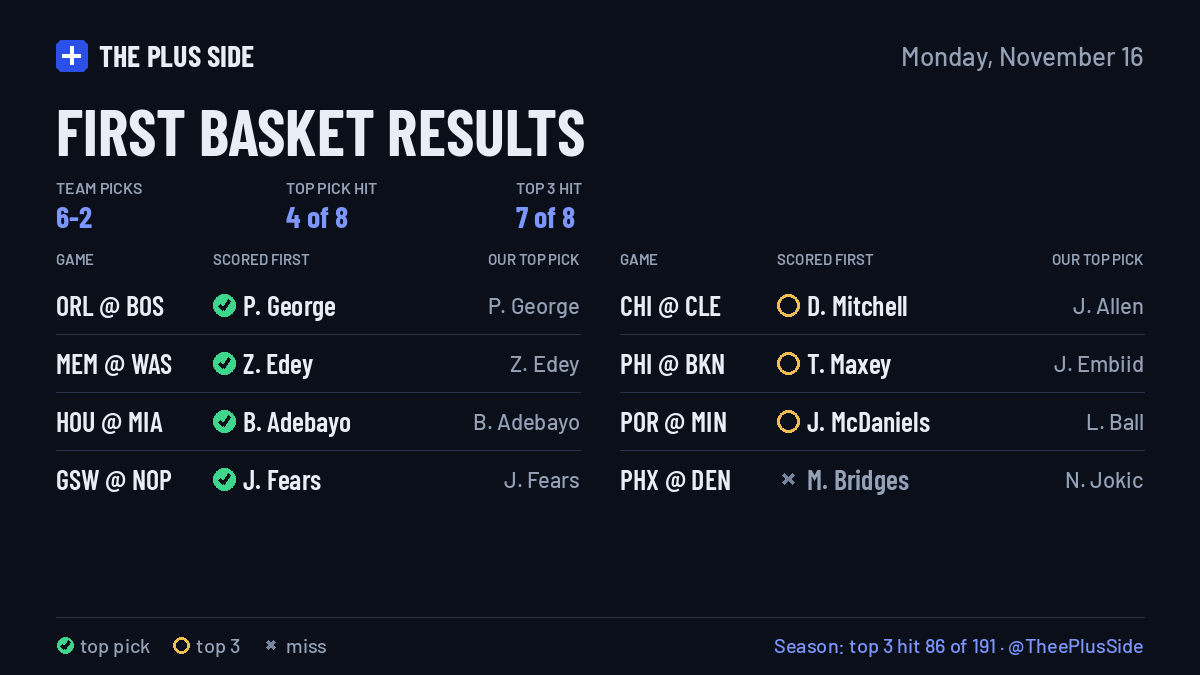 THE PLUS SIDE
Monday, November 16
FIRST BASKET RESULTS
TEAM PICKS TOP PICK HIT TOP 3 HIT
6-2 4 of 8 7 of 8
GAME SCORED FIRST OUR TOP PICK
ORL @ BOS P. George P. George
MEM @ WAS Z. Edey Z. Edey
HOU @ MIA B. Adebayo B. Adebayo
GSW @ NOP J. Fears J. Fears
GAME SCORED FIRST OUR TOP PICK
CHI @ CLE D. Mitchell J. Allen
PHI @ BKN T. Maxey J. Embiid
POR @ MIN J. McDaniels L. Ball
PHX @ DEN M. Bridges N. Jokic
top pick top 3 miss
Season: top 3 hit 86 of 191 · @TheePlusSide